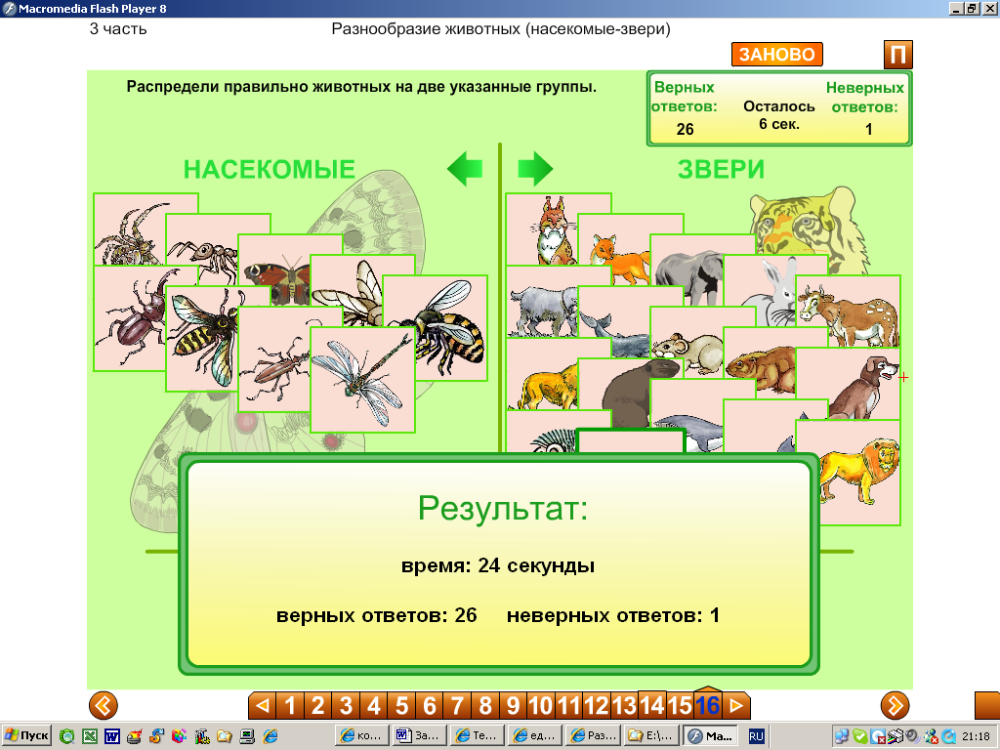 Macromedia Flash Player 8
3 часть
Разнообразие животных (насекомые-звери)
ЗАНОВО
П
Распредели правильно животных на две указанные группы.
Верных ответов:
26
Осталось
6 сек.
Неверных ответов:
1
НАСЕКОМЫЕ
ЗВЕРИ
Результат:
время: 24 секунды
верных ответов: 26 неверных ответов: 1
1 2 3 4 5 6 7 8 9 10 11 12 13 14 15 16
Пуск
ко...
За...
Те...
ед...
Раз...
E:\...
Ma...
RU
21:18